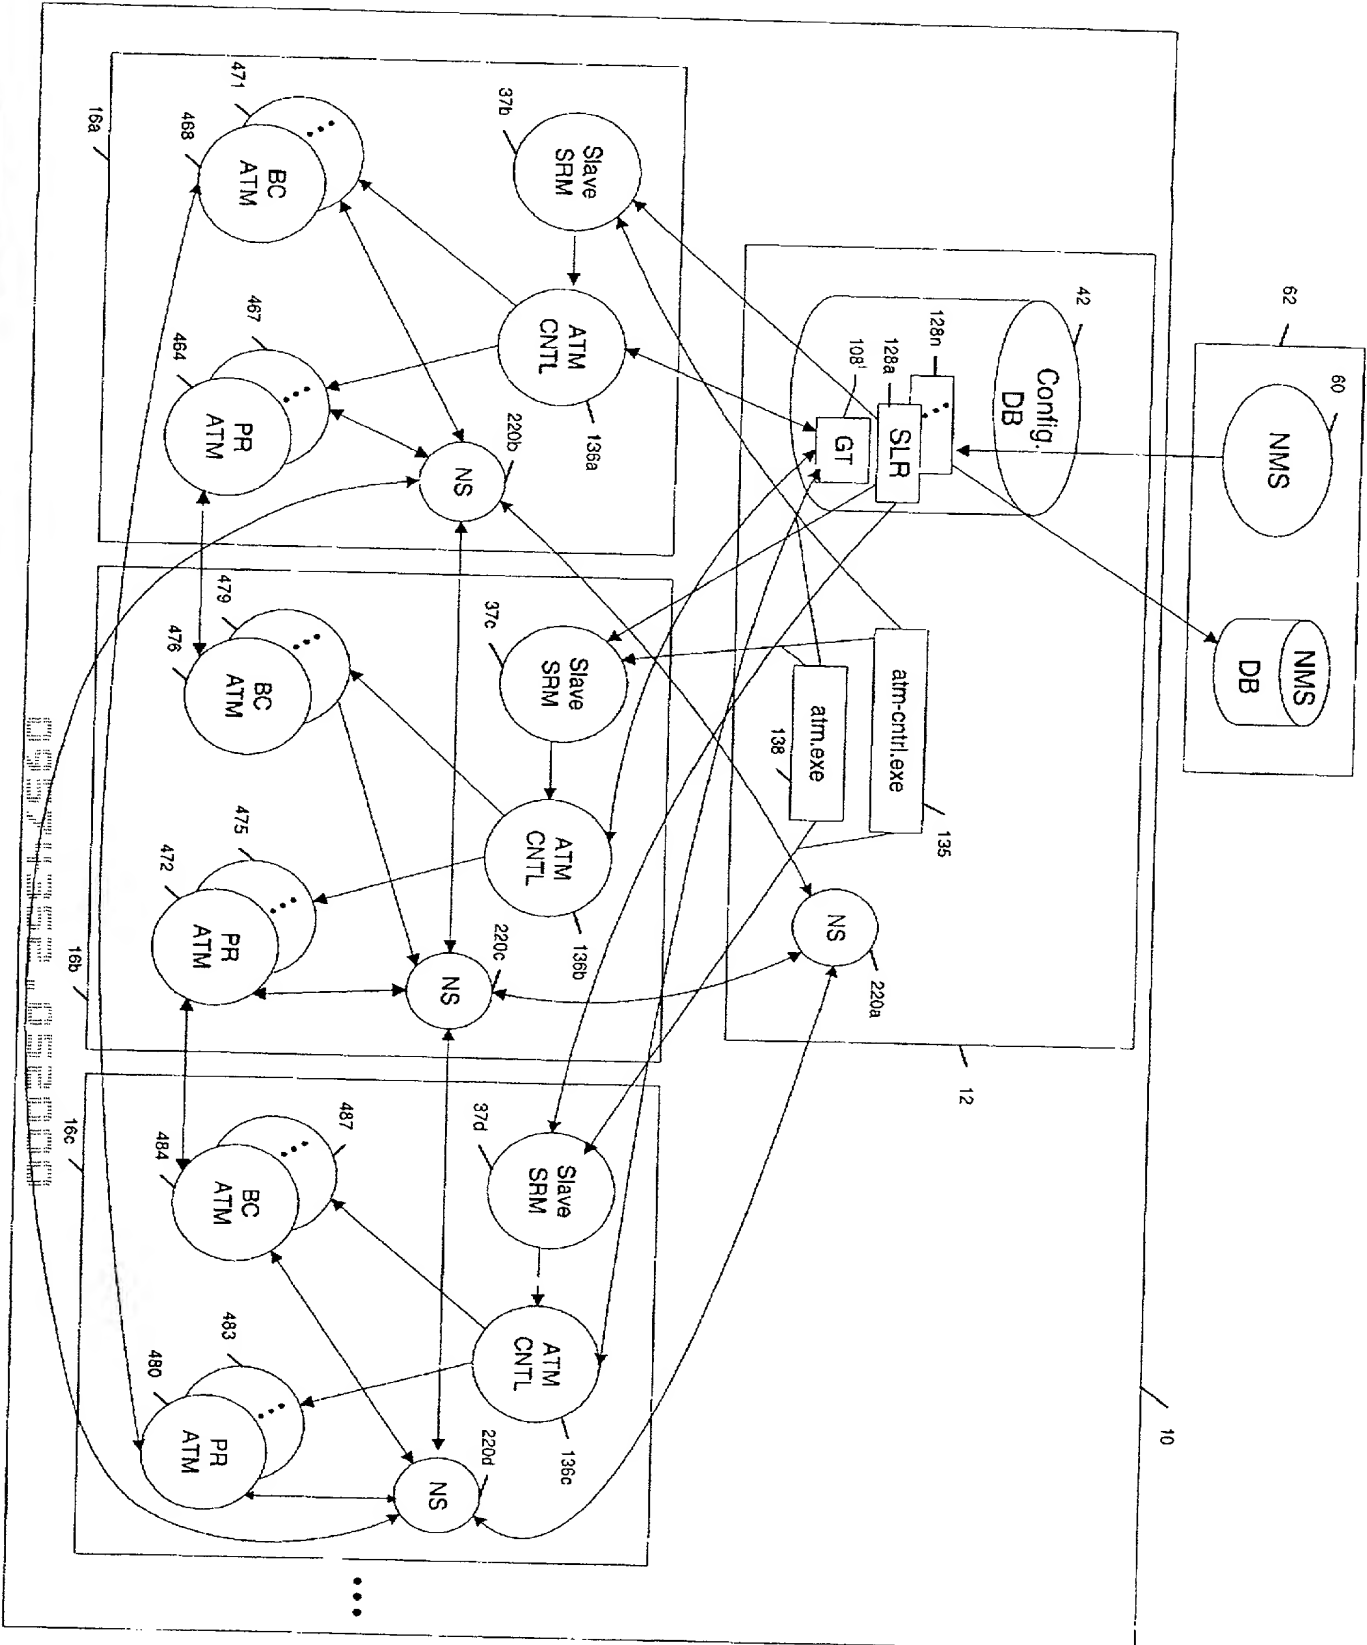 62
60
NMS
NMS
DB
10
12
42
Config.
DB
128n
128a
SLR
108'
GT
atm-cntrl.exe
135
atm.exe
138
NS
220a
37b
Slave
SRM
ATM
CNTL
136a
220b
NS
471
468
BC
ATM
467
464
PR
ATM
16a
37c
Slave
SRM
ATM
CNTL
136b
220c
NS
479
476
BC
ATM
475
472
PR
ATM
16b
37d
Slave
SRM
ATM
CNTL
136c
220d
NS
487
484
BC
ATM
483
480
PR
ATM
16c